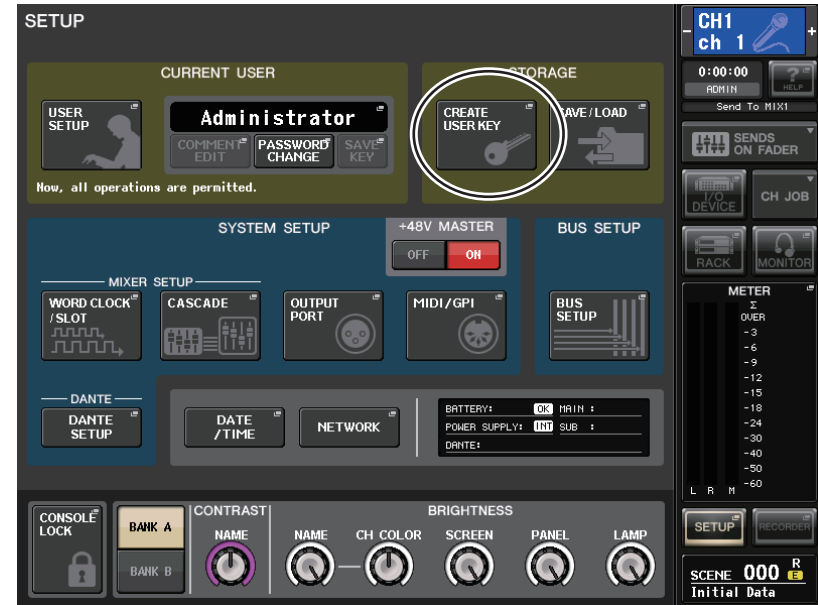 SETUP
CURRENT USER
STORAGE
USER
SETUP
Administrator
COMMENT
EDIT
PASSWORD
CHANGE
SAVE
KEY
CREATE
USER KEY
SAVE/LOAD
Now, all operations are permitted.
SYSTEM SETUP
+48V MASTER
OFF
ON
BUS SETUP
MIXER SETUP
WORD CLOCK
/SLOT
CASCADE
OUTPUT
PORT
MIDI/GPI
BUS
SETUP
DANTE
DANTE
SETUP
DATE
/TIME
NETWORK
BATTERY: OK MAIN :
POWER SUPPLY: INT SUB :
DANTE:
CONSOLE
LOCK
BANK A
BANK B
CONTRAST
NAME
BRIGHTNESS
NAME
CH COLOR
SCREEN
PANEL
LAMP
- CH1 +
ch 1
0:00:00
ADMIN
?
HELP
Send To MIX1
SENDS
ON FADER
I/O
DEVICE
CH JOB
RACK
MONITOR
METER
Σ
OVER
-3
-6
-9
-12
-15
-18
-24
-30
-40
-50
-60
L R M
SETUP
RECORDER
SCENE 000 R
E
Initial Data